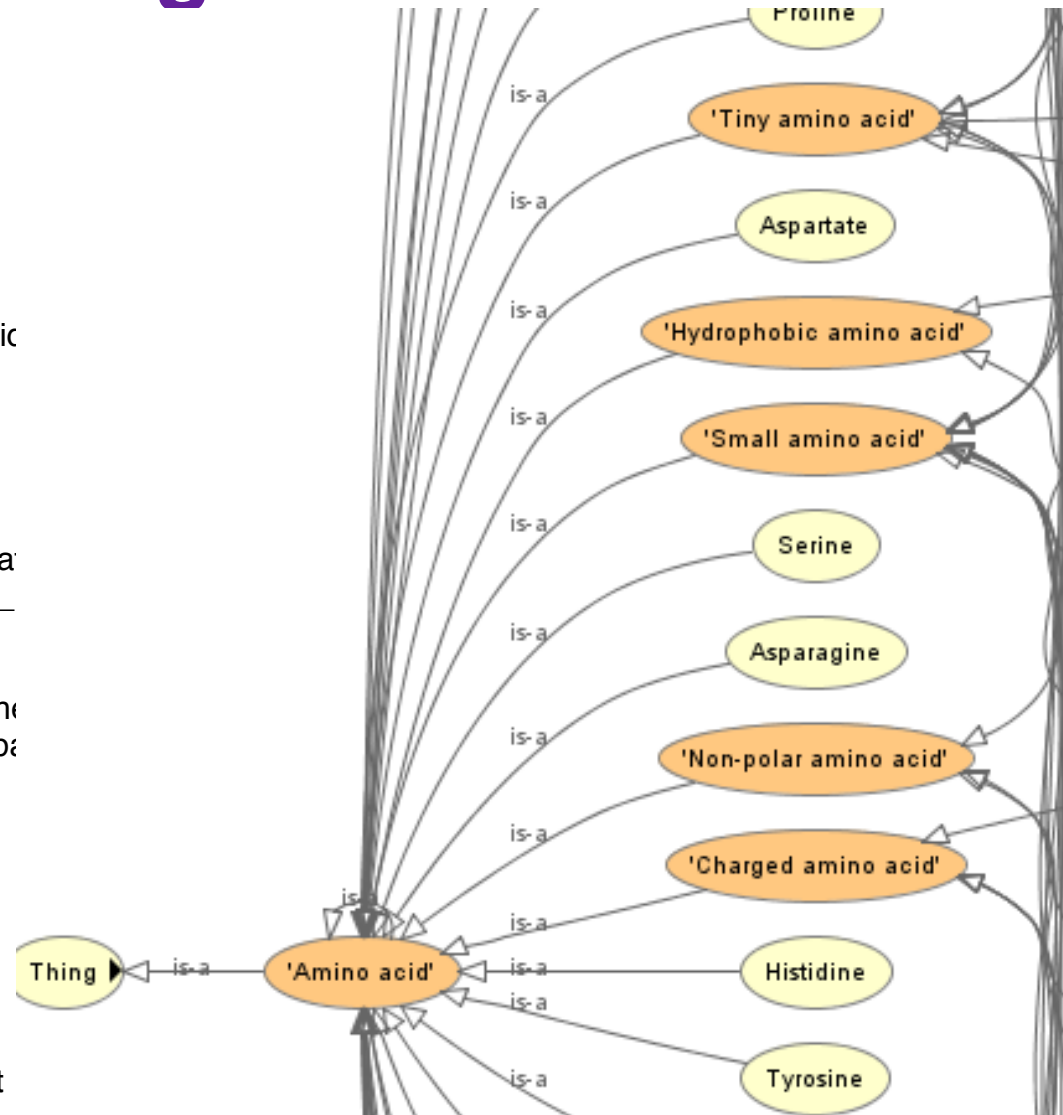 Proline
is-a
'Tiny amino acid'
is-a
Aspartate
is-a
'Hydrophobic amino acid'
is-a
'Small amino acid'
is-a
Serine
is-a
Asparagine
is-a
'Non-polar amino acid'
is-a
'Charged amino acid'
is-a
is-a
Thing
is-a
'Amino acid'
is-a
Histidine
is-a
Tyrosine
is-a
t